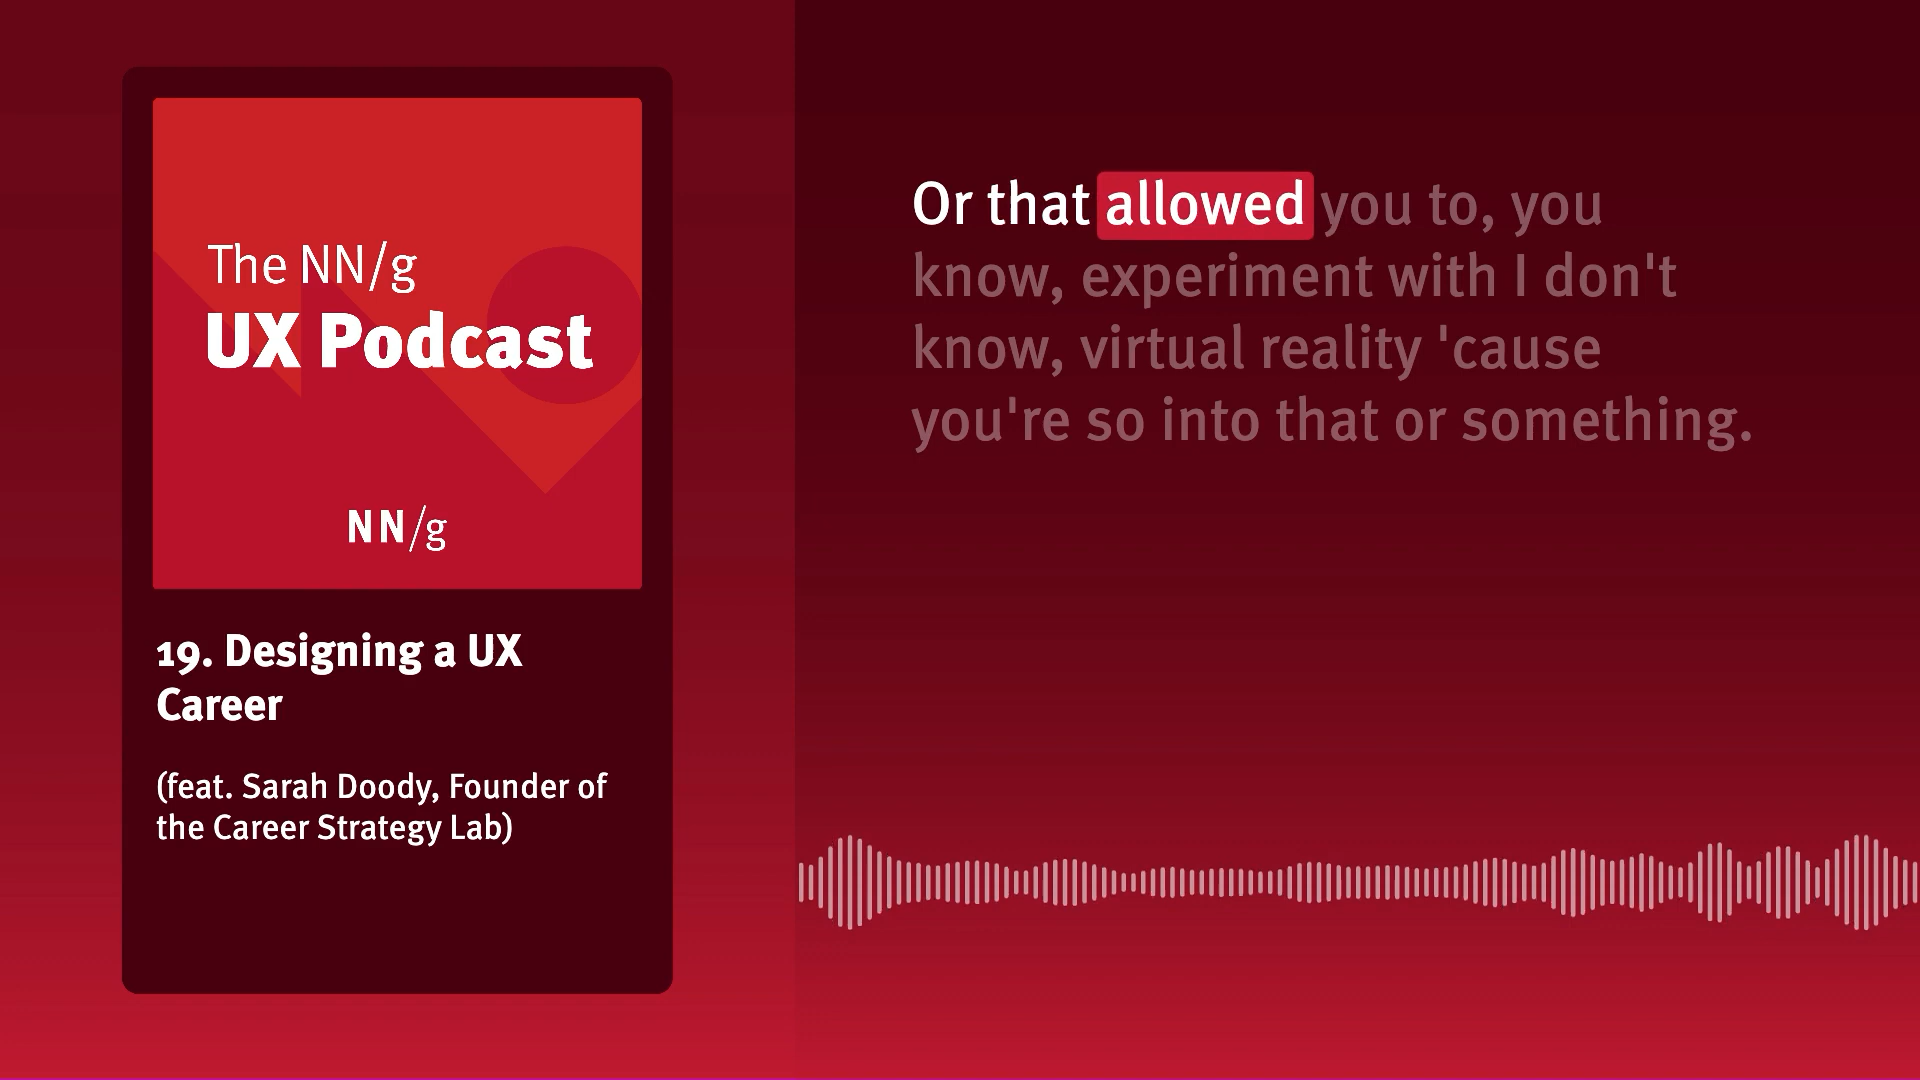 The NN/g
UX Podcast
NN/g
19. Designing a UX
Career
(feat. Sarah Doody, Founder of
the Career Strategy Lab)
Or that allowed you to, you
know, experiment with I don't
know, virtual reality 'cause
you're so into that or something.